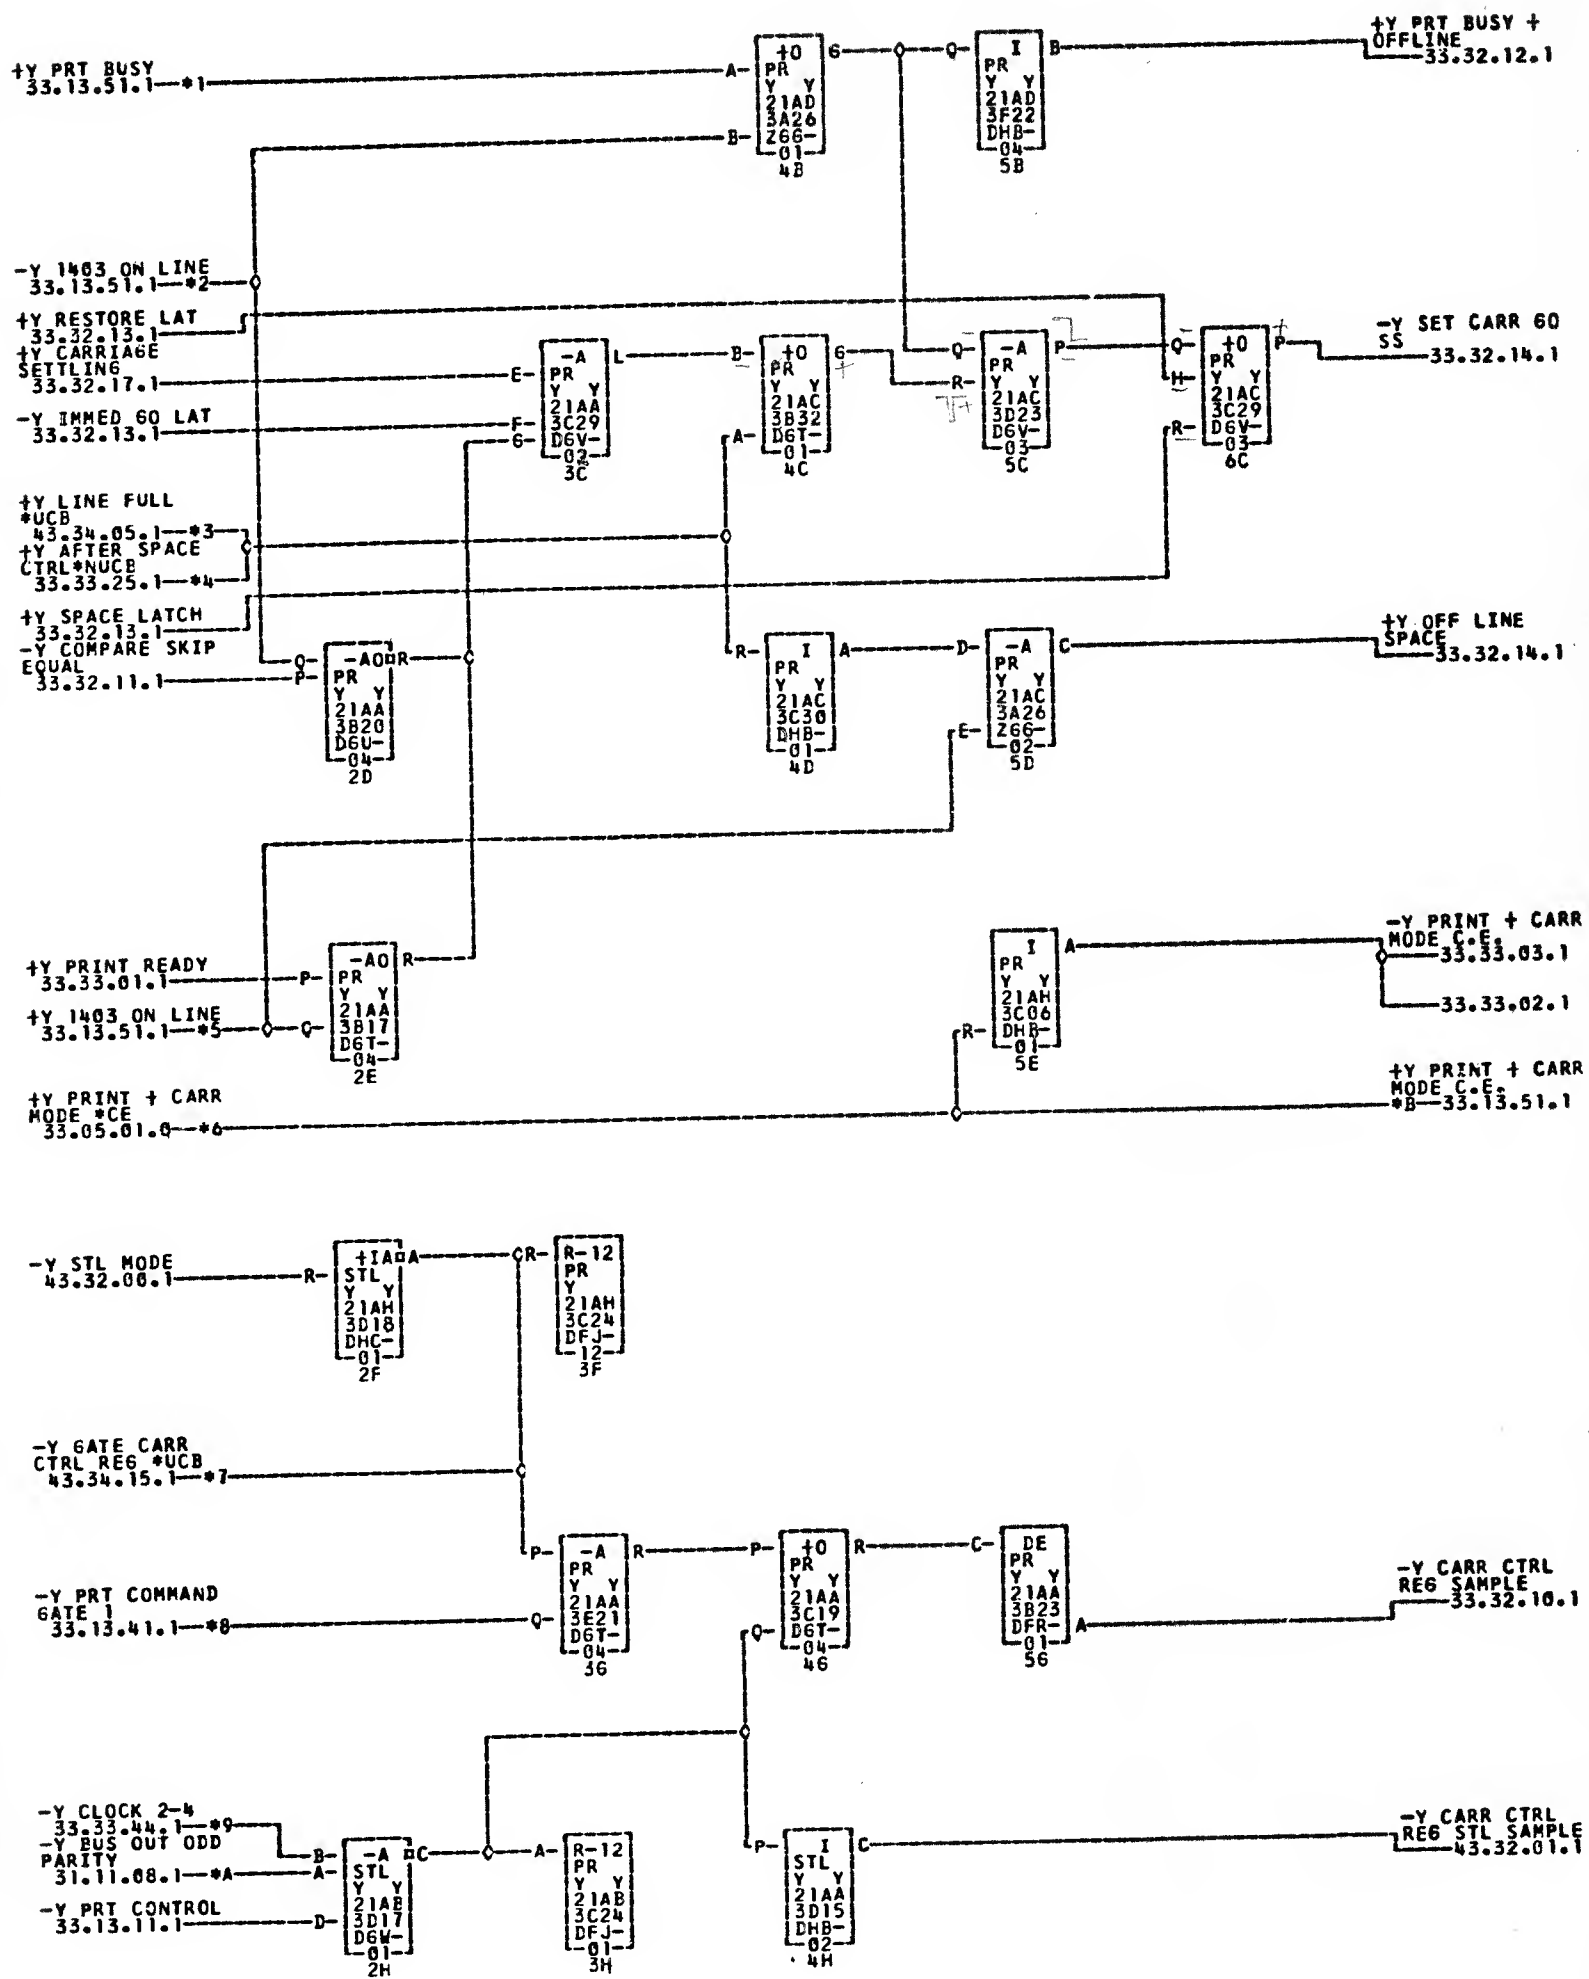 +Y PRT BUSY
33.13.51.1—*1
A-
B-
+O
PR
Y Y
21AD
3A26
Z66-
01
4B
G
Q-
I
PR
Y Y
21AD
3F22
DHB-
04
5B
B
+Y PRT BUSY +
OFFLINE
33.32.12.1
-Y 1403 ON LINE
33.13.51.1—*2
+Y RESTORE LAT
33.32.13.1
+Y CARRIAGE
SETTLING
33.32.17.1
-Y IMMED GO LAT
33.32.13.1
E-
F-
G-
-A
PR
Y Y
21AA
3C29
D6V-
02
3C
L
B-
A-
+O
PR
Y Y
21AC
3B32
D6T-
01
4C
G
Q-
R-
-A
PR
Y Y
21AC
3D23
D6V-
03
5C
P
Q-
H-
R-
+O
PR
Y Y
21AC
3C29
D6V-
03
6C
P
-Y SET CARR GO
SS
33.32.14.1
+Y LINE FULL
*UCB
43.34.05.1—*3
+Y AFTER SPACE
CTRL*NUCB
33.33.25.1—*4
+Y SPACE LATCH
33.32.13.1
-Y COMPARE SKIP
EQUAL
33.32.11.1
Q-
P-
-AO
PR
Y Y
21AA
3B20
D6U-
04
2D
R
R-
I
PR
Y Y
21AC
3C30
DHB-
01
4D
A
D-
E-
-A
PR
Y Y
21AC
3A26
Z66-
02
5D
C
+Y OFF LINE
SPACE
33.32.14.1
+Y PRINT READY
33.33.01.1
+Y 1403 ON LINE
33.13.51.1—*5
P-
Q-
-AO
PR
Y Y
21AA
3B17
D6T-
04
2E
R
R-
I
PR
Y Y
21AH
3C06
DHB-
01
5E
A
-Y PRINT + CARR
MODE C.E.
33.33.03.1
33.33.02.1
+Y PRINT + CARR
MODE *CE
33.05.01.0—*6
+Y PRINT + CARR
MODE C.E.
*B—33.13.51.1
-Y STL MODE
43.32.00.1
R-
+IA
STL
Y Y
21AH
3D18
DHC-
01
2F
A
R-
R-12
PR
Y
21AH
3C24
DFJ-
12
3F
-Y GATE CARR
CTRL REG *UCB
43.34.15.1—*7
-Y PRT COMMAND
GATE 1
33.13.41.1—*8
P-
Q-
-A
PR
Y Y
21AA
3E21
D6T-
04
3G
R
P-
Q-
+O
PR
Y Y
21AA
3C19
D6T-
04
4G
R
C-
DE
PR
Y Y
21AA
3B23
DFR-
01
5G
A
-Y CARR CTRL
REG SAMPLE
33.32.10.1
-Y CLOCK 2-4
33.33.44.1—*9
-Y BUS OUT ODD
PARITY
31.11.08.1—*A
-Y PRT CONTROL
33.13.11.1
B-
A-
D-
-A
STL
Y Y
21AB
3D17
D6W-
01
2H
C
A-
R-12
PR
Y Y
21AB
3C24
DFJ-
01
3H
P-
I
STL
Y Y
21AA
3D15
DHB-
02
4H
C
-Y CARR CTRL
REG STL SAMPLE
43.32.01.1